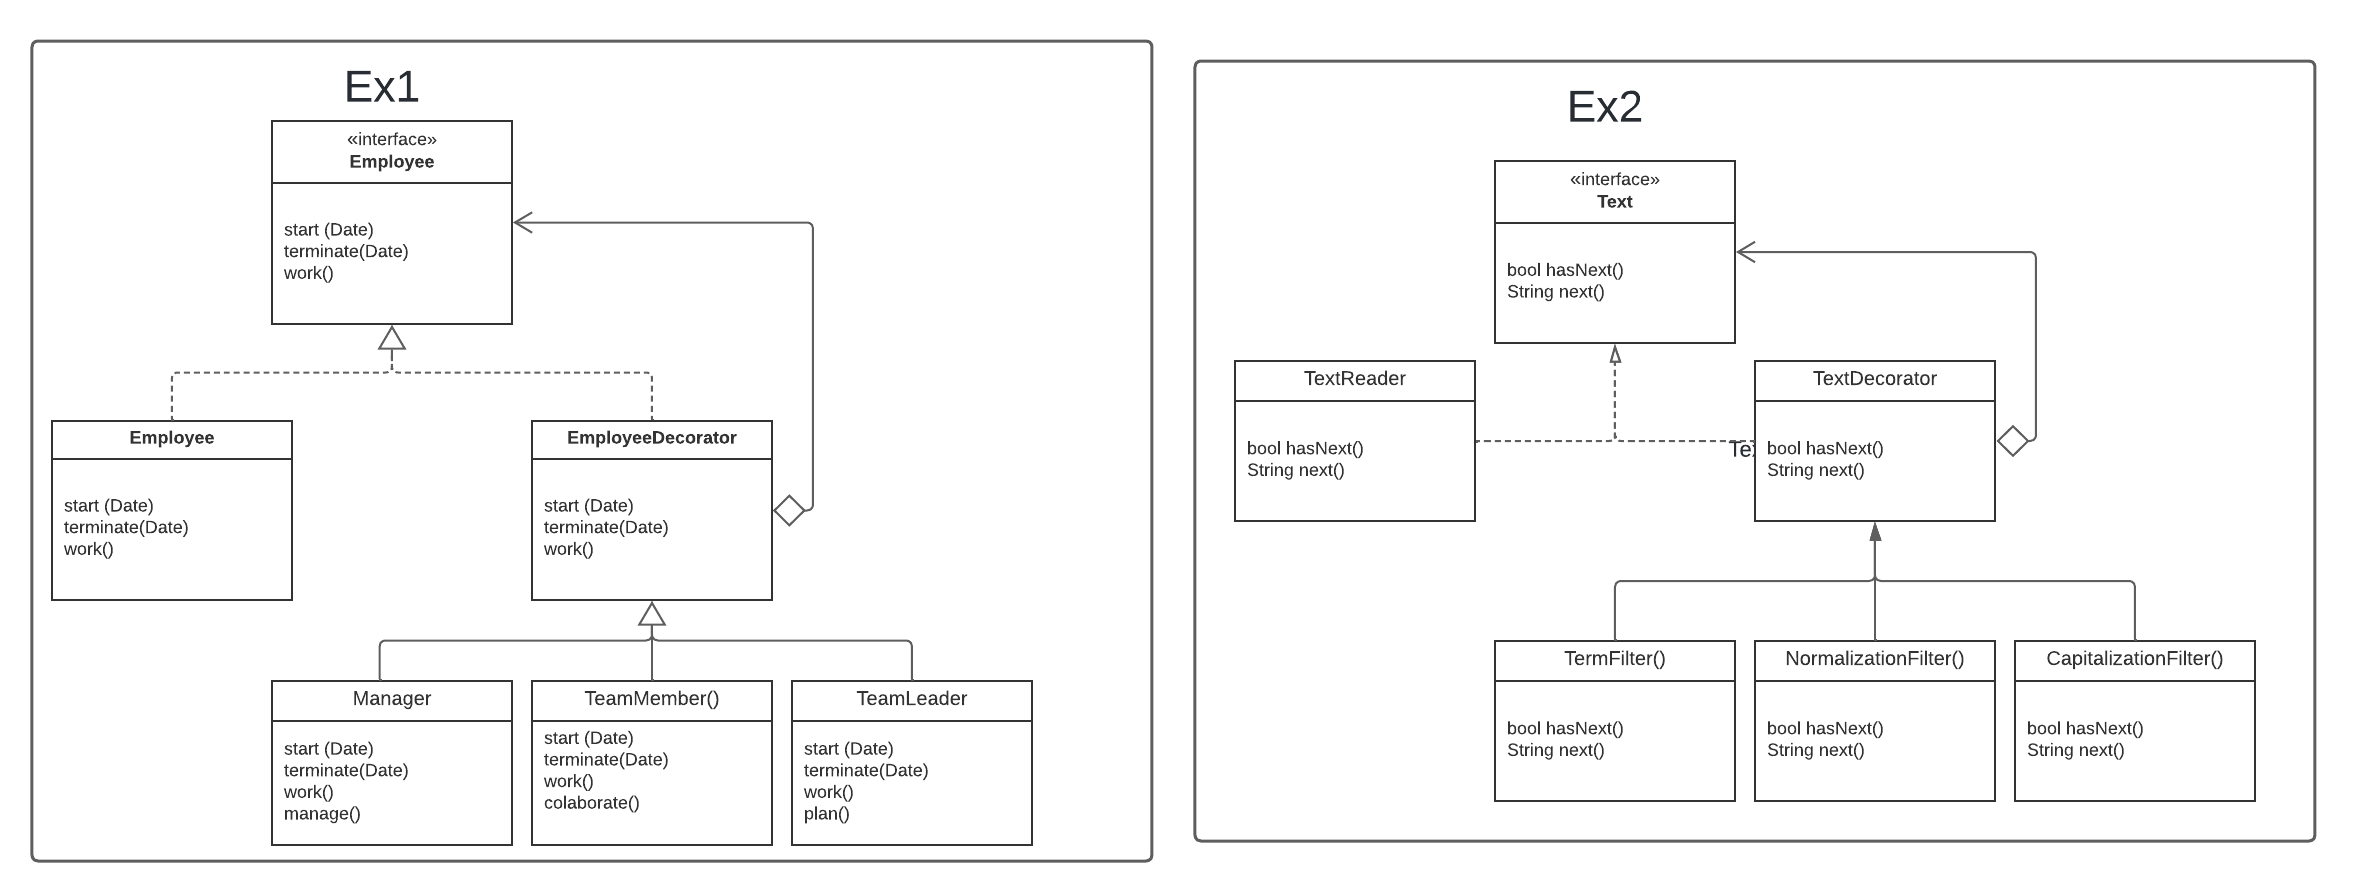 Ex1
«interface»
Employee
start (Date)
terminate(Date)
work()
Employee
start (Date)
terminate(Date)
work()
EmployeeDecorator
start (Date)
terminate(Date)
work()
Manager
start (Date)
terminate(Date)
work()
manage()
TeamMember()
start (Date)
terminate(Date)
work()
colaborate()
TeamLeader
start (Date)
terminate(Date)
work()
plan()
Ex2
«interface»
Text
bool hasNext()
String next()
TextReader
bool hasNext()
String next()
TextDecorator
bool hasNext()
String next()
TermFilter()
bool hasNext()
String next()
NormalizationFilter()
bool hasNext()
String next()
CapitalizationFilter()
bool hasNext()
String next()